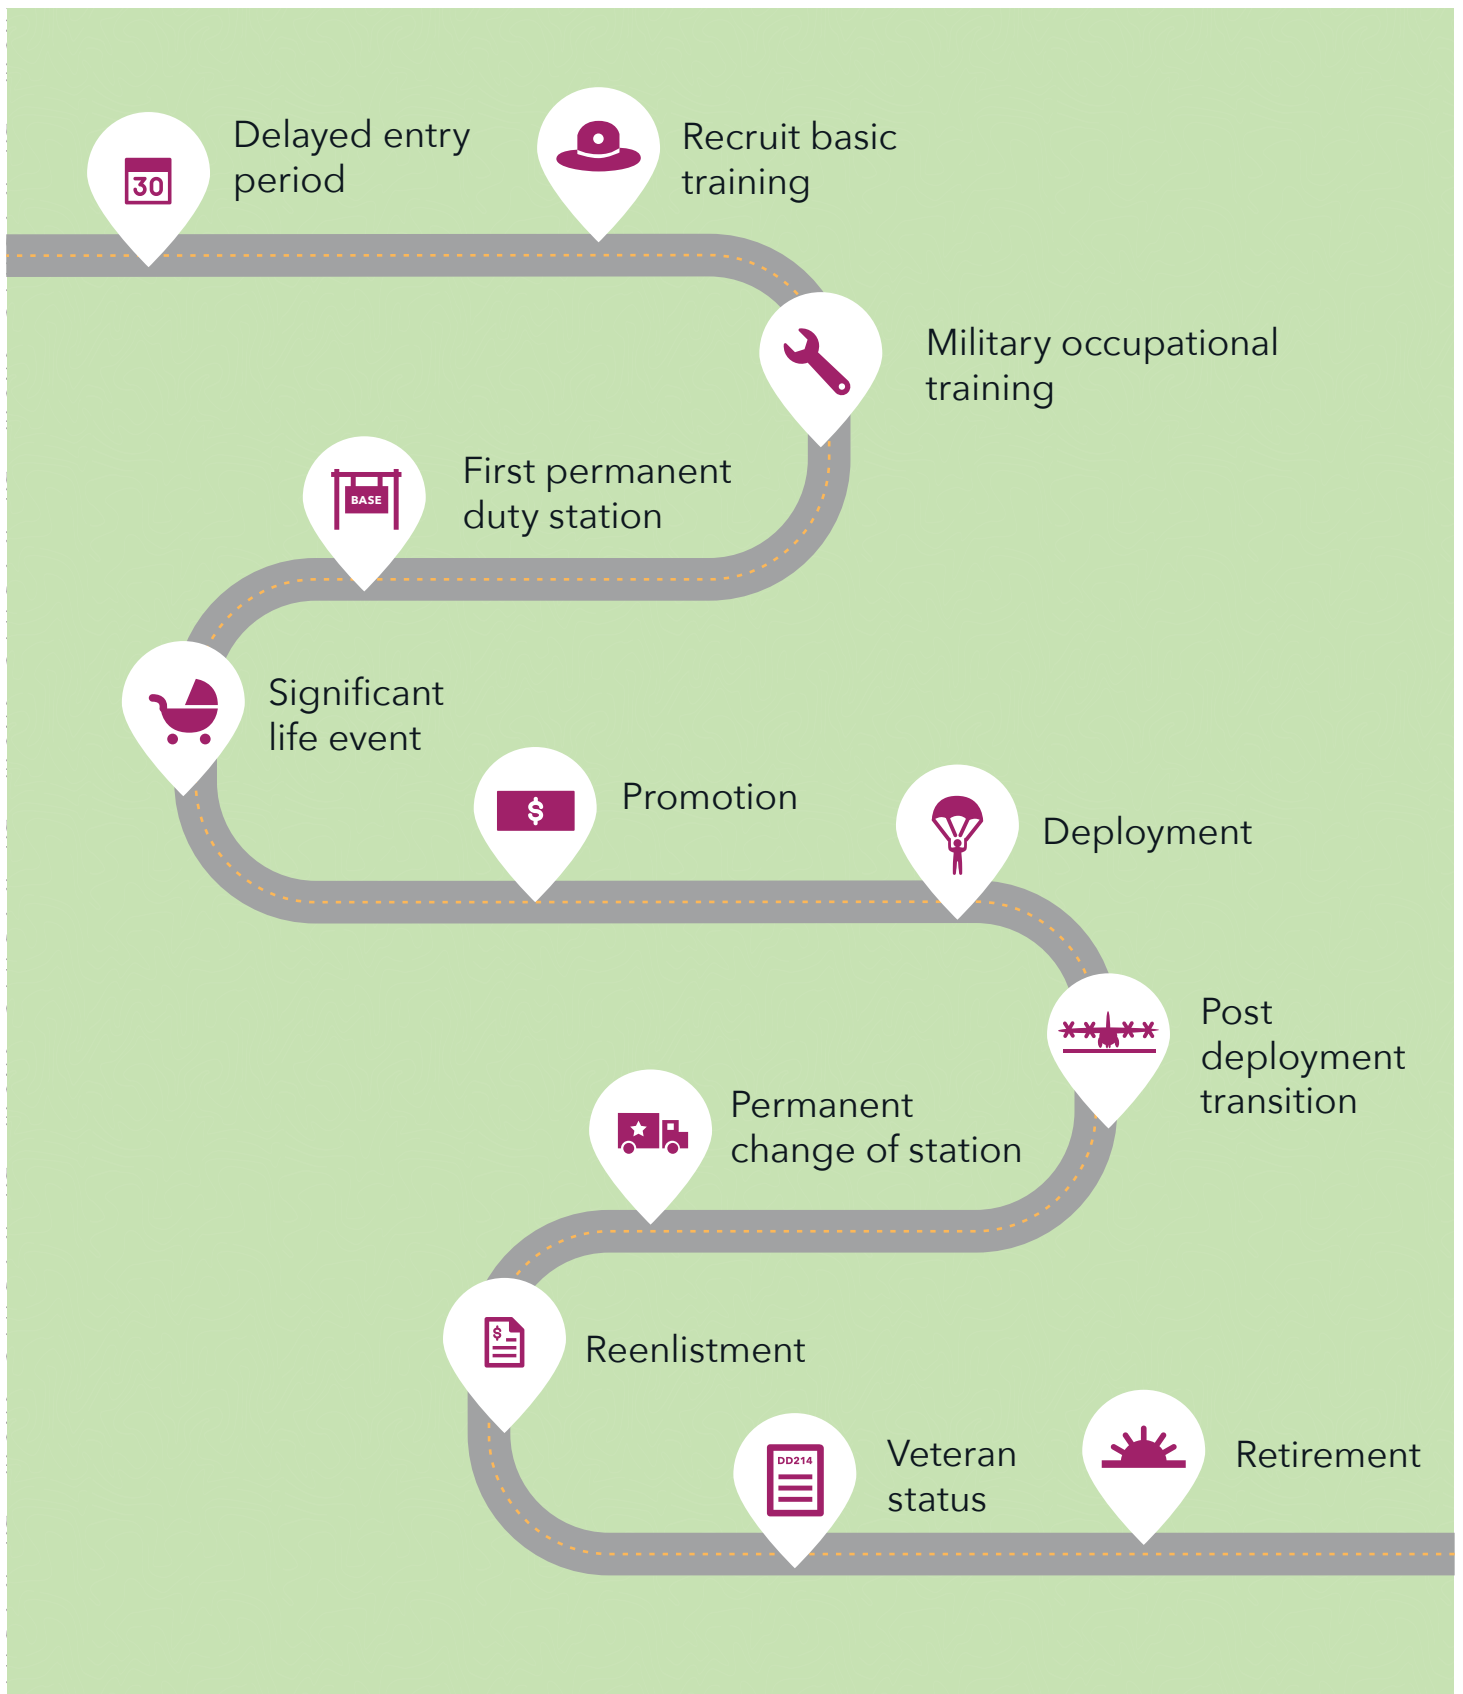 30
Delayed entry
period
Recruit basic
training
Military occupational
training
BASE
First permanent
duty station
Significant
life event
$
Promotion
Deployment
Post
deployment
transition
Permanent
change of station
$
Reenlistment
DD214
Veteran
status
Retirement